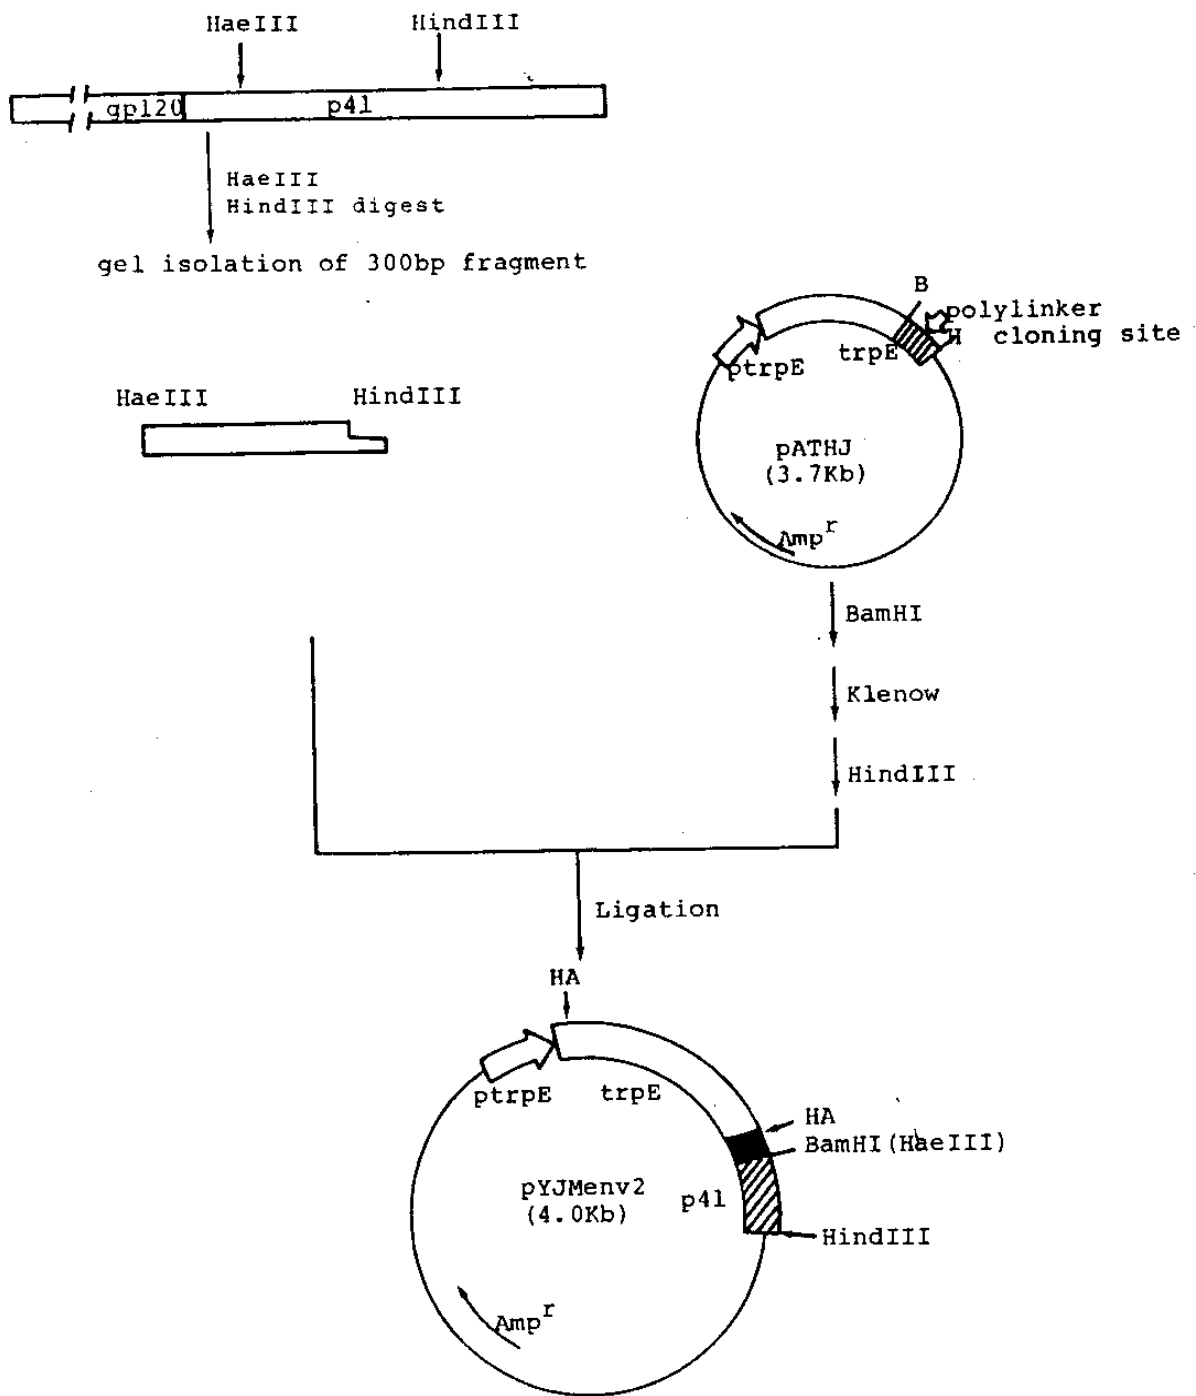 HaeIII HindIII
gp120 p41
HaeIII
HindIII digest
gel isolation of 300bp fragment
HaeIII HindIII
B
polylinker
H cloning site
ptrpE trpE
pATHJ
(3.7Kb)
Amp^r
BamHI
Klenow
HindIII
Ligation
HA
ptrpE trpE
HA
BamHI(HaeIII)
pYJMenv2
(4.0Kb)
p41
HindIII
Amp^r